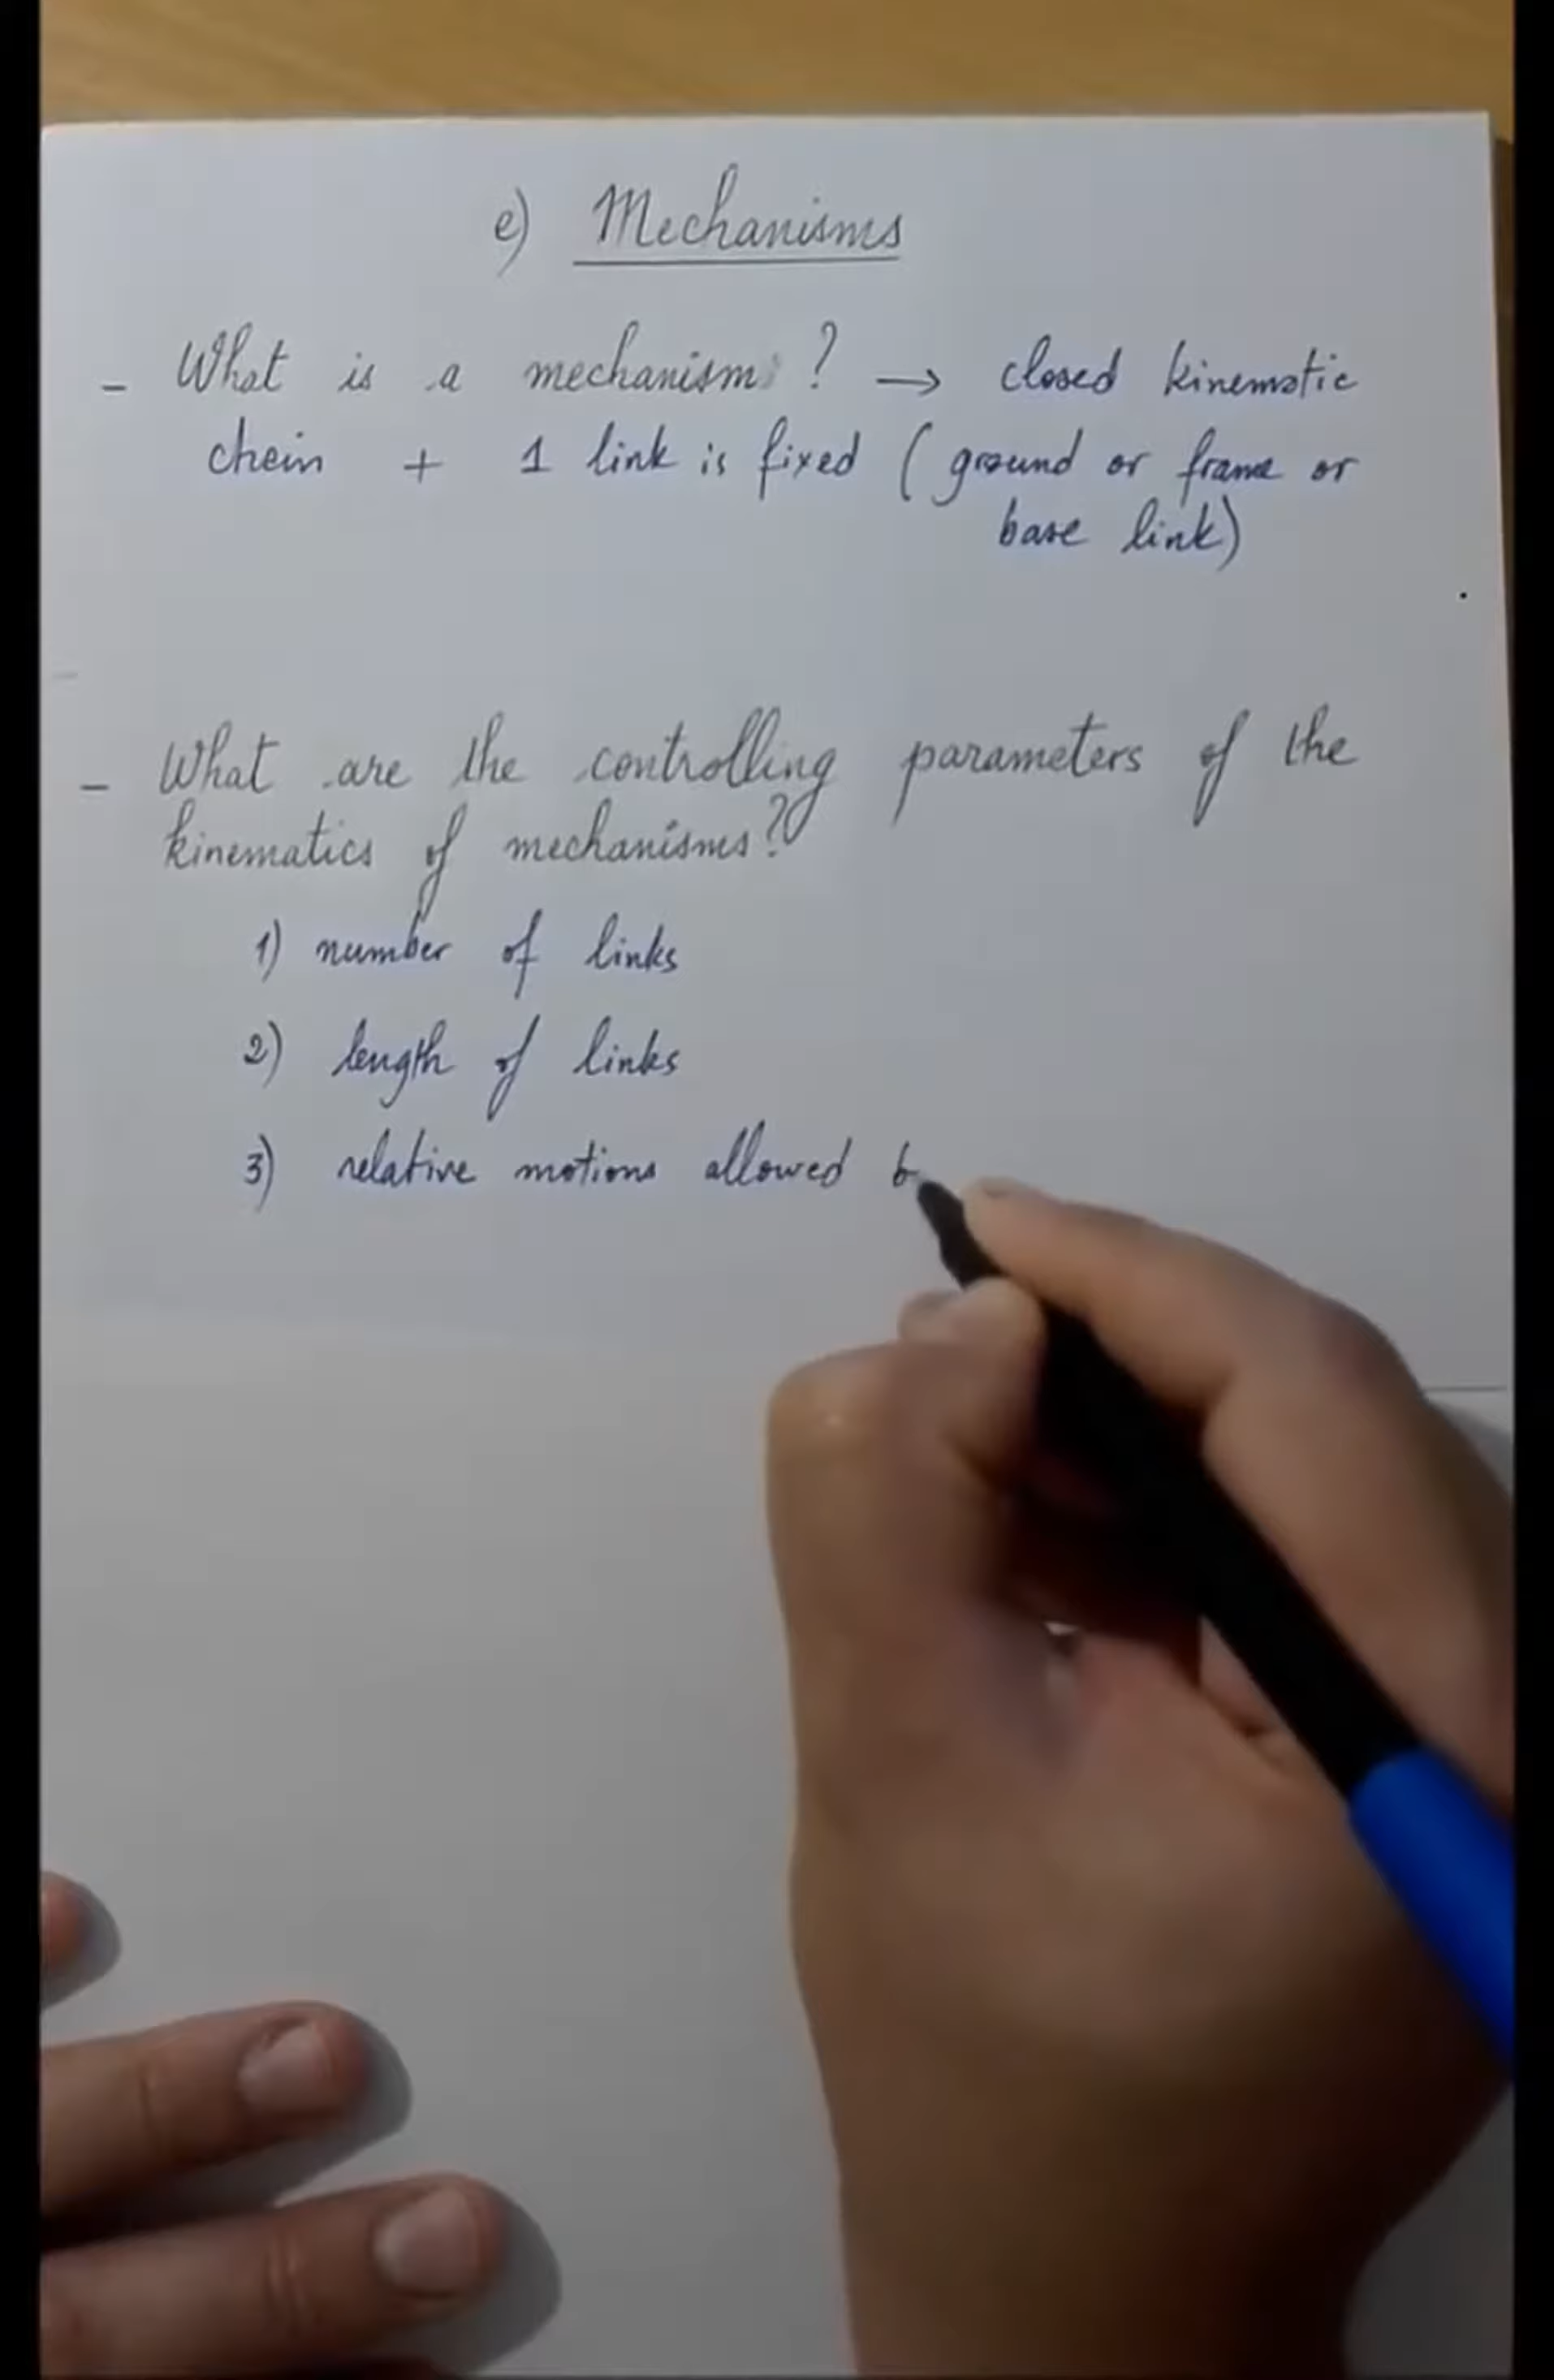 e) Mechanisms
- What is a mechanism ? → closed kinematic
chein + 1 link is fixed ( ground or frame or
base link)
- What are the controlling parameters of the
kinematics of mechanisms?
1) number of links
2) length of links
3) relative motions allowed b